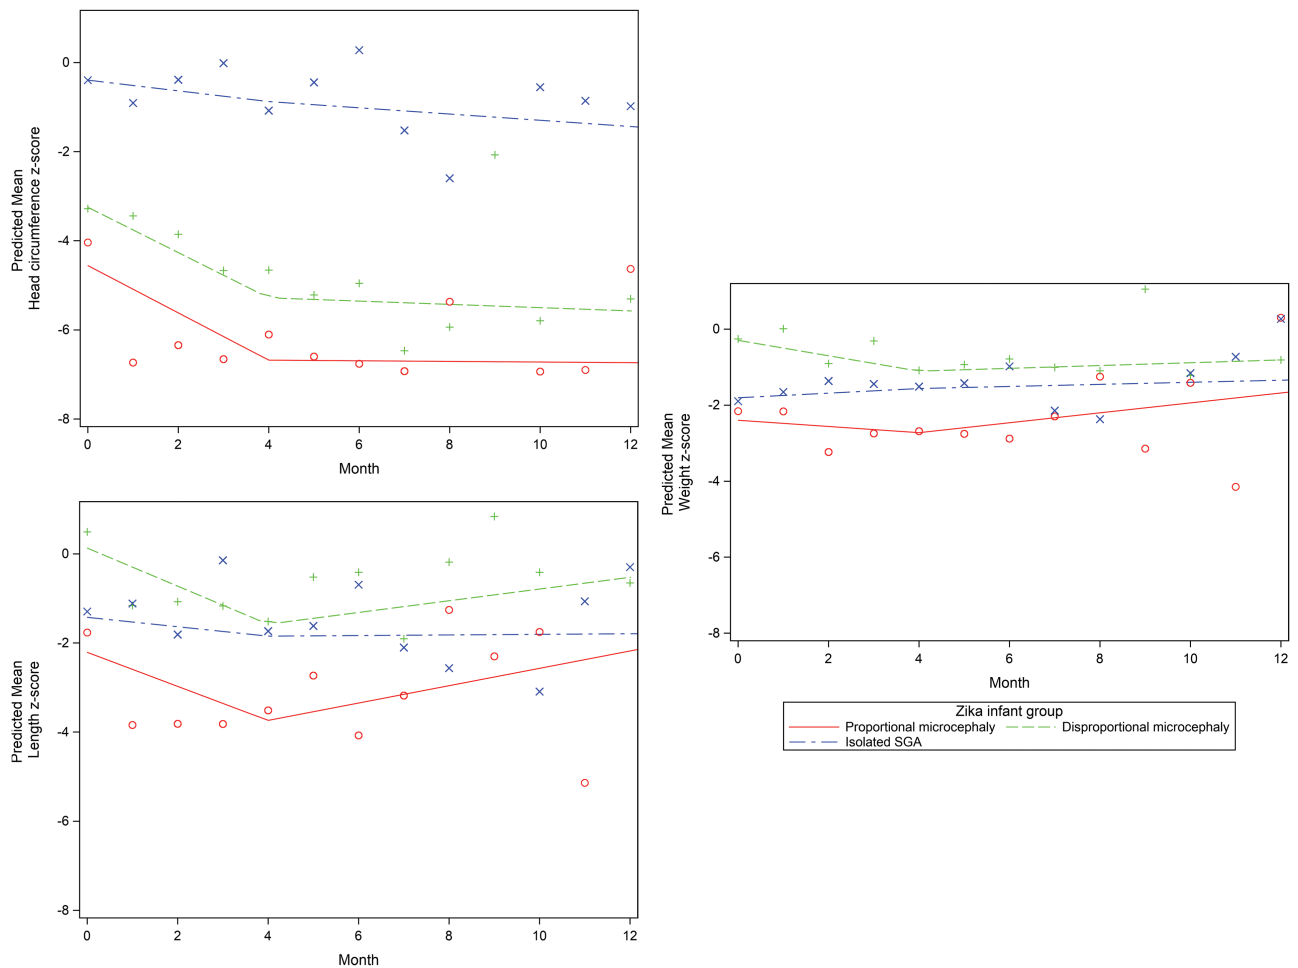 Predicted Mean
Head circumference z-score
0
-2
-4
-6
-8
0 2 4 6 8 10 12
Month
Predicted Mean
Length z-score
0
-2
-4
-6
-8
0 2 4 6 8 10 12
Month
Predicted Mean
Weight z-score
0
-2
-4
-6
-8
0 2 4 6 8 10 12
Month
Zika infant group
Proportional microcephaly Disproportional microcephaly
Isolated SGA